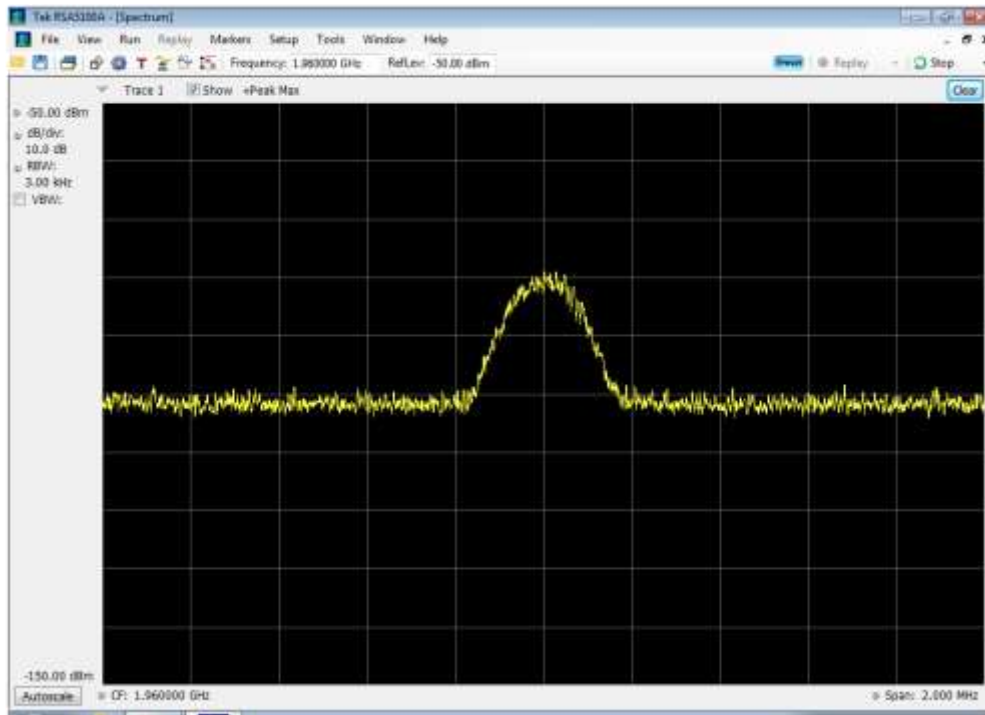 Tek RSA5100A - [Spectrum]
File View Run Replay Markers Setup Tools Window Help
T Frequency: 1.960000 GHz RefLev: -50.00 dBm Preset Replay Stop
Trace 1 Show +Peak Max Clear
-50.00 dBm
dB/div:
10.0 dB
RBW:
3.00 kHz
VBW:
-150.00 dBm
Autoscale CF: 1.960000 GHz Span: 2.000 MHz